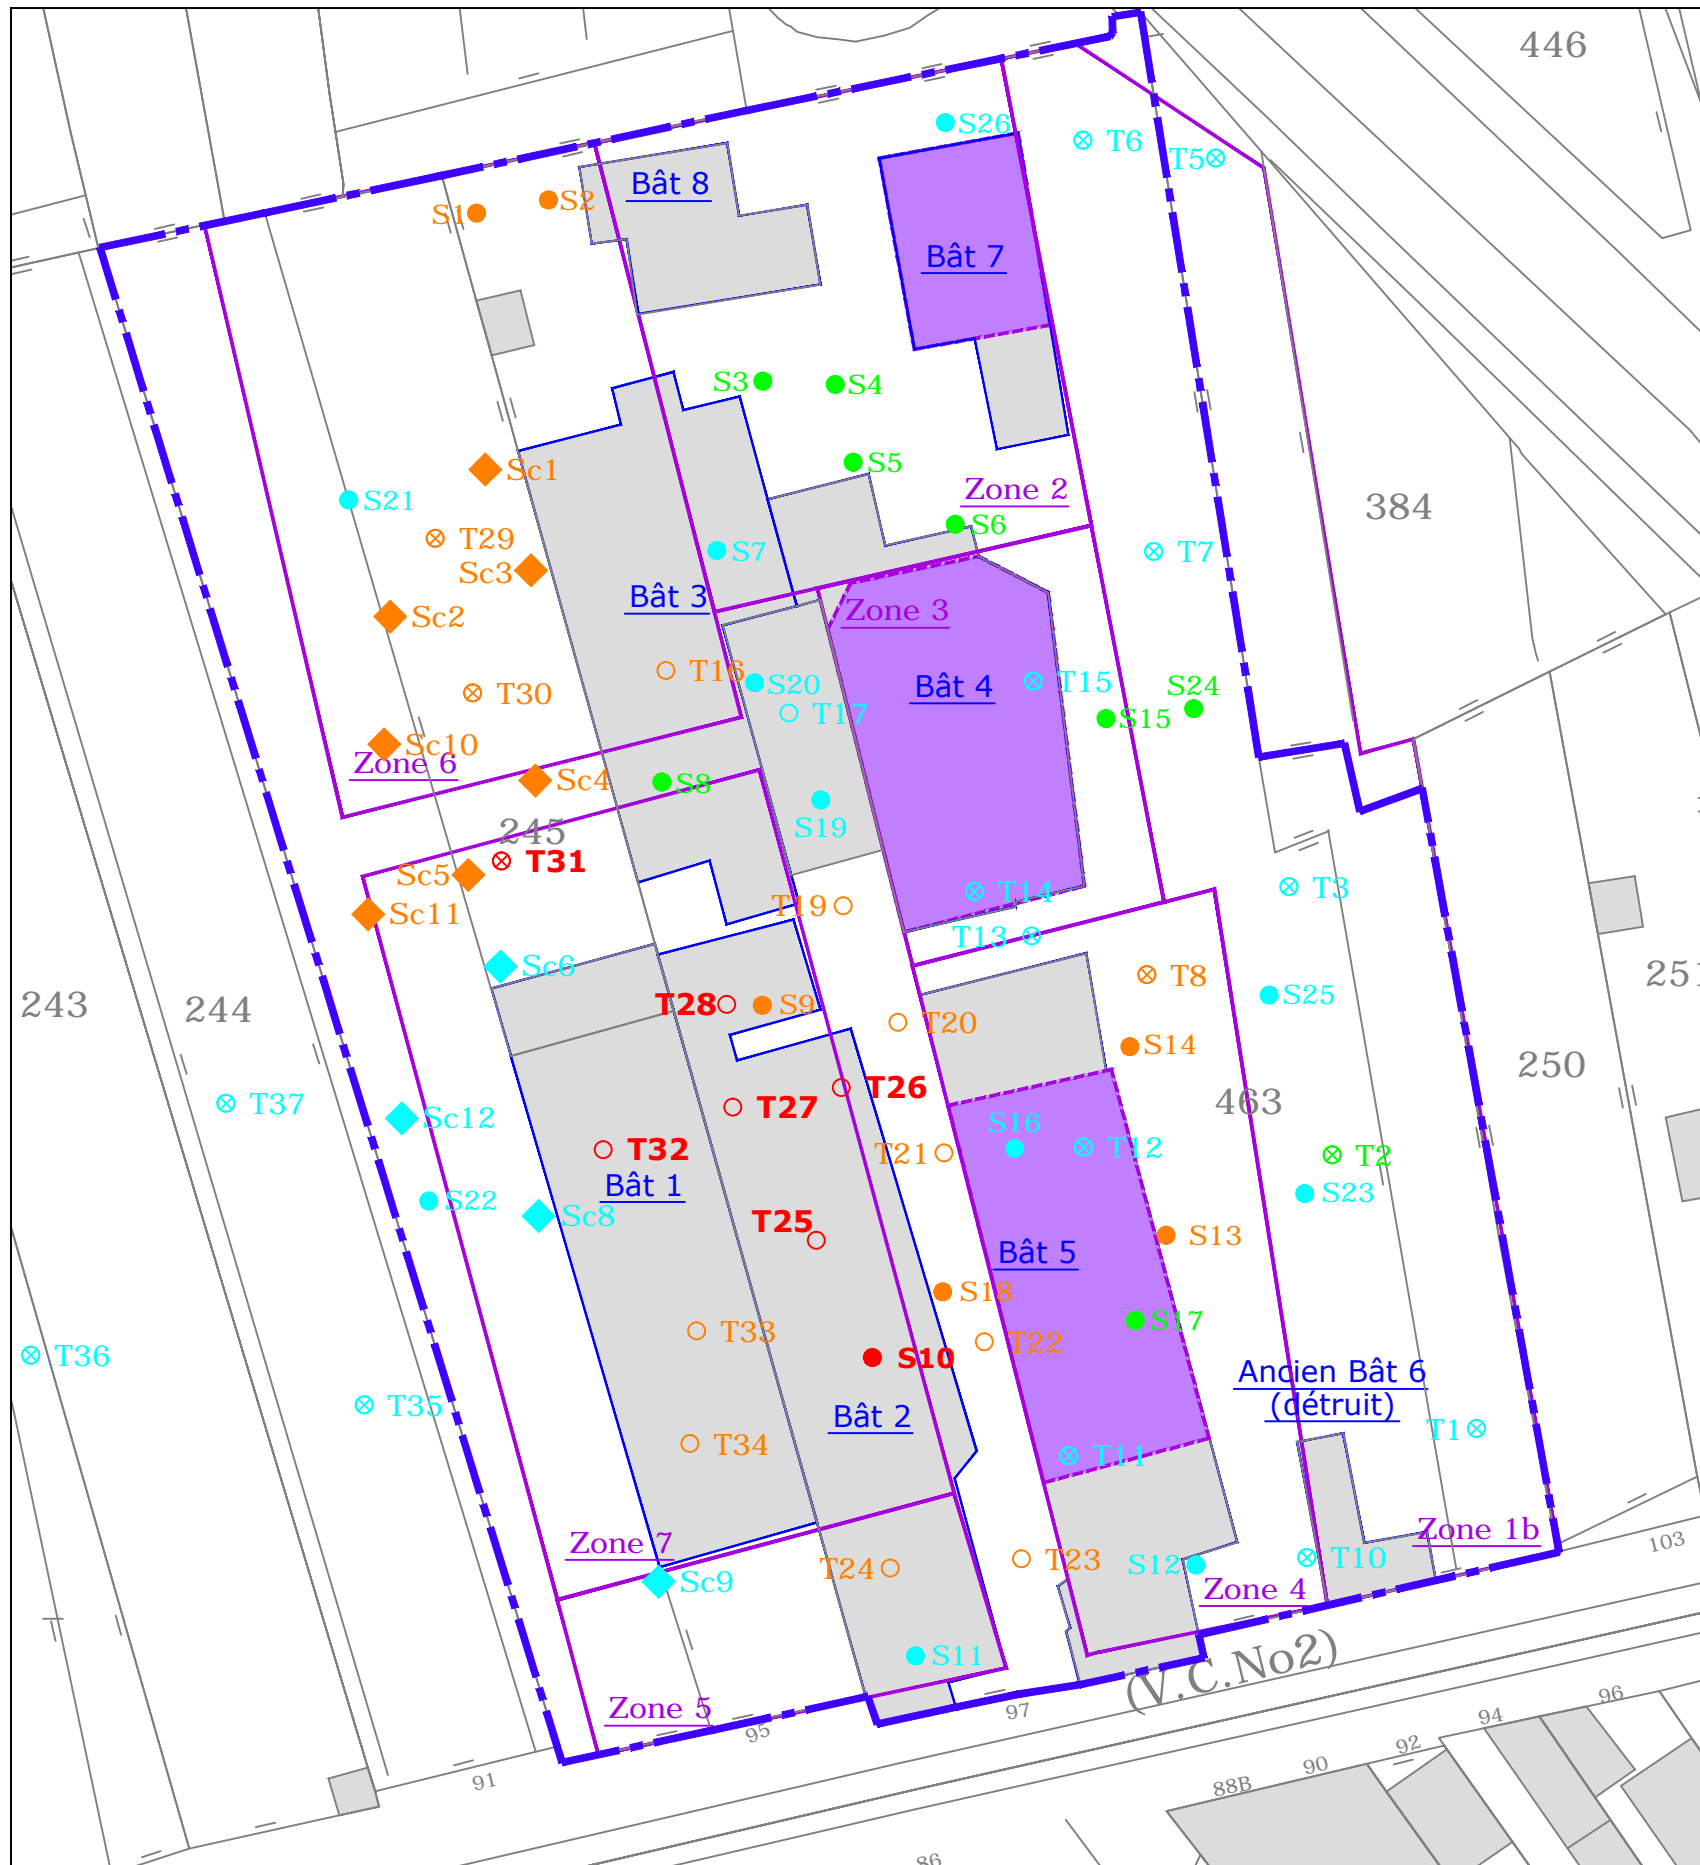 446
S26
T6
T5
Bât 8
S1
S2
Bât 7
S3
S4
S5
Sc1
S21
Zone 2
384
S6
T29
S7
T7
Sc3
Bât 3
Zone 3
Sc2
T16
S20
T15
Bât 4
T30
S24
T17
S15
Sc10
Zone 6
Sc4
S8
S19
245
T31
Sc5
T3
T14
Sc11
T19
T13
Sc6
T8
251
243
244
T28
S9
S25
T20
S14
250
T26
463
T37
T27
Sc12
S16
T12
T32
T21
T2
Bât 1
S22
S23
Sc8
T25
S13
Bât 5
S18
S17
T33
T22
T36
S10
Ancien Bât 6
(détruit)
T35
Bât 2
T1
T34
T11
Zone 7
Zone 1b
103
T24
T23
S12
T10
Sc9
Zone 4
S11
(V.C.No2)
Zone 5
95
97
96
94
92
90
91
88B
86